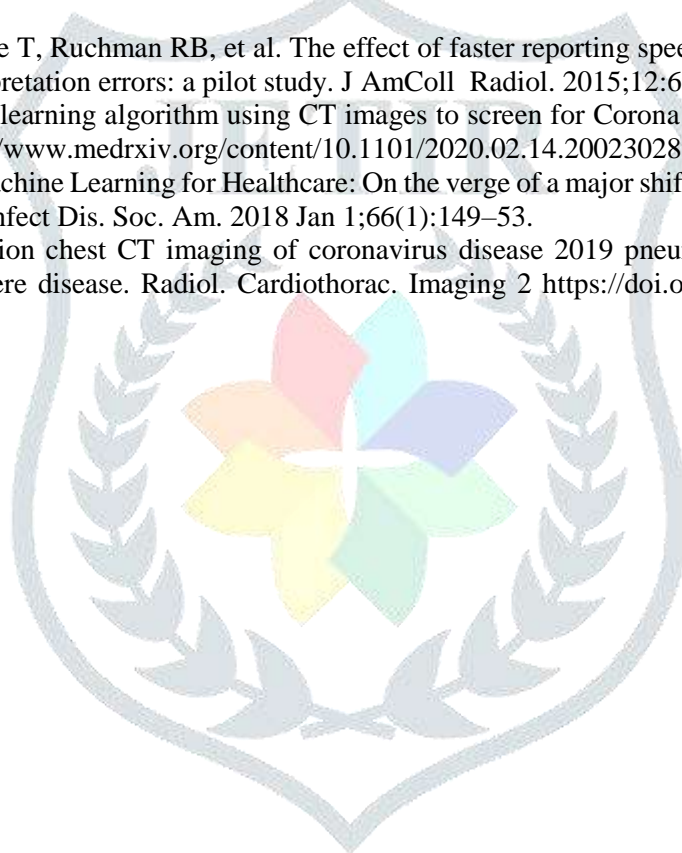 e T, Ruchman RB, et al. The effect of faster reporting spee
pretation errors: a pilot study. J AmColl Radiol. 2015;12:6
learning algorithm using CT images to screen for Corona
/www.medrxiv.org/content/10.1101/2020.02.14.20023028
achine Learning for Healthcare: On the verge of a major shif
nfect Dis. Soc. Am. 2018 Jan 1;66(1):149–53.
ion chest CT imaging of coronavirus disease 2019 pneu
ere disease. Radiol. Cardiothorac. Imaging 2 https://doi.o
JETIR